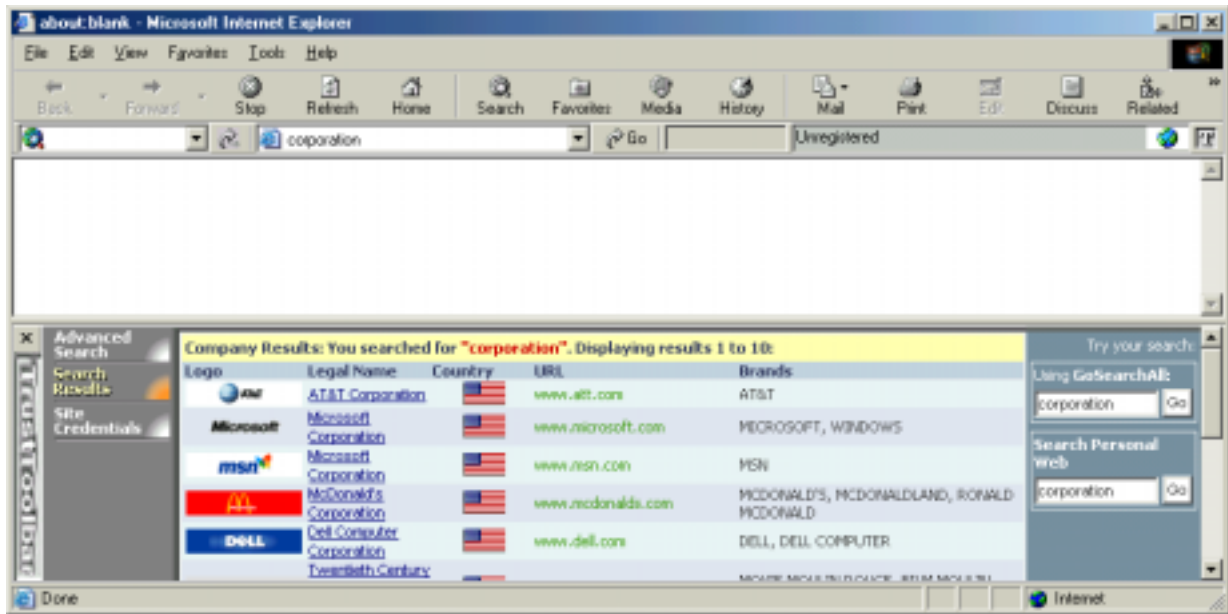 about:blank - Microsoft Internet Explorer
File Edit View Favorites Tools Help
Back Forward Stop Refresh Home Search Favorites Media History Mail Print Edit Discuss Related
corporation Go Unregistered
Advanced Search
Search Results
Site Credentials
Company Results: You searched for "corporation". Displaying results 1 to 10:
Logo Legal Name Country URL Brands
AT&T AT&T Corporation www.att.com AT&T
Microsoft Microsoft Corporation www.microsoft.com MICROSOFT, WINDOWS
msn Microsoft Corporation www.msn.com MSN
McDonald's Corporation www.mcdonalds.com MCDONALD'S, MCDONALDLAND, RONALD MCDONALD
DELL Dell Computer Corporation www.dell.com DELL, DELL COMPUTER
Twentieth Century
Try your search:
Using GoSearchAll:
corporation Go
Search Personal Web
corporation Go
Done Internet